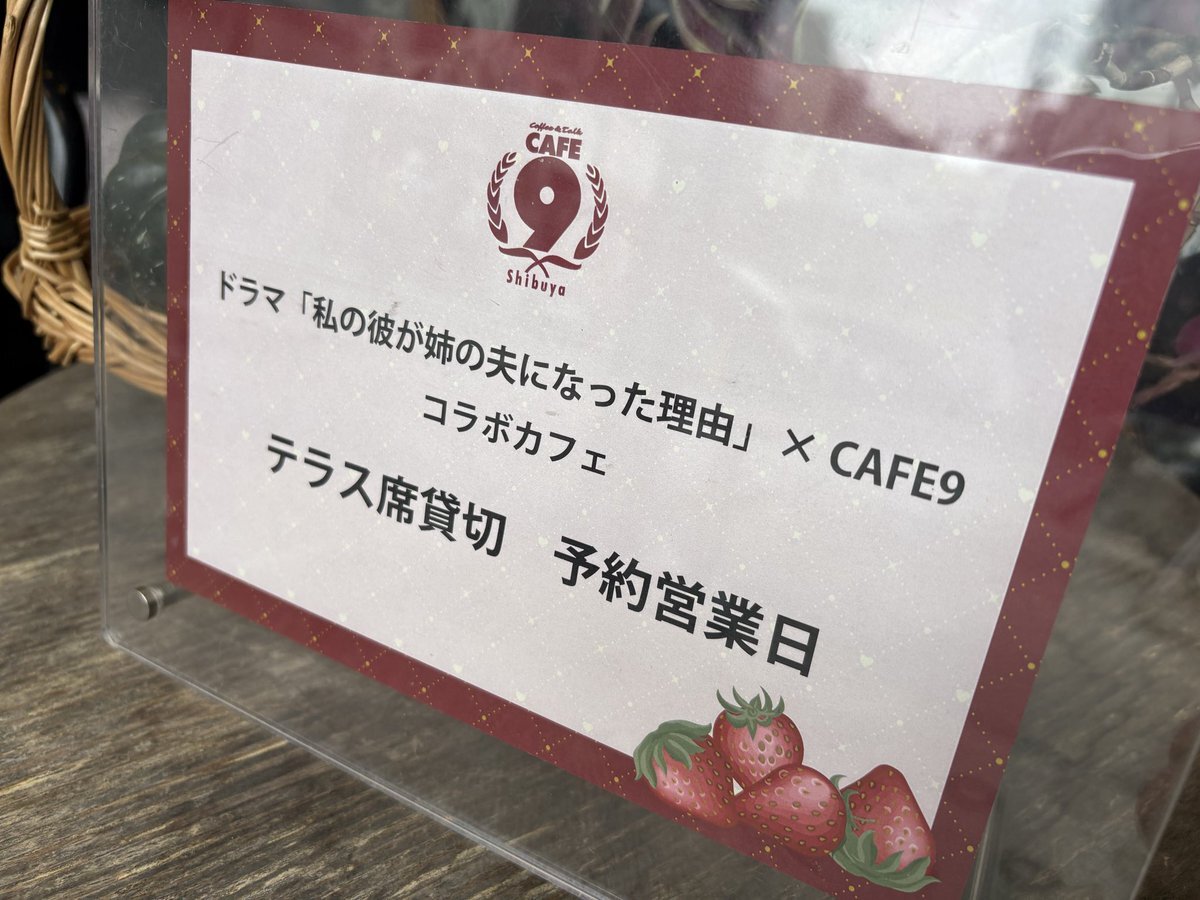 Coffee & Talk
CAFE
9
Shibuya
ドラマ「私の彼が姉の夫になった理由」× CAFE9
コラボカフェ
テラス席貸切　予約営業日